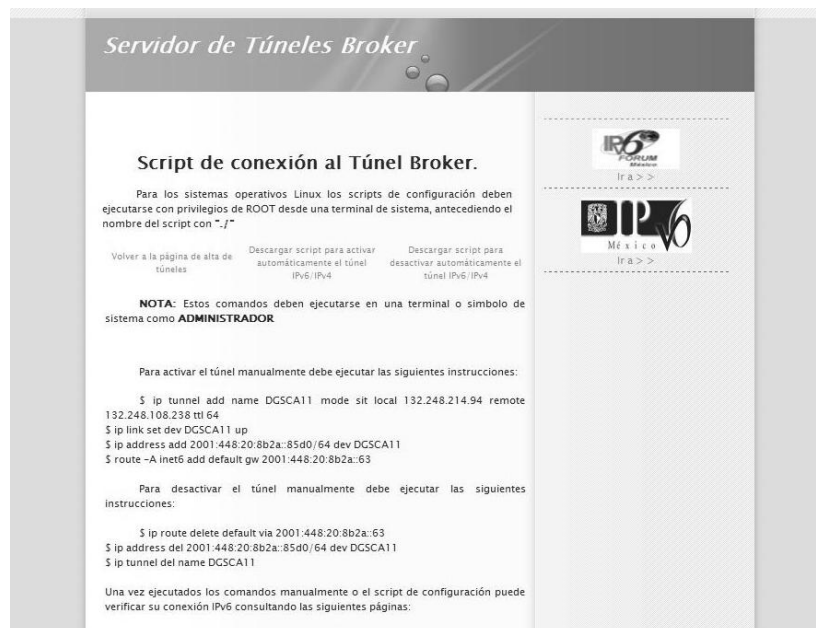 Servidor de Túneles Broker
Script de conexión al Túnel Broker.
Para los sistemas operativos Linux los scripts de configuración deben
ejecutarse con privilegios de ROOT desde una terminal de sistema, antecediendo el
nombre del script con "./"
Volver a la página de alta de
túneles
Descargar script para activar
automáticamente el túnel
IPv6/IPv4
Descargar script para
desactivar automáticamente el
túnel IPv6/IPv4
NOTA: Estos comandos deben ejecutarse en una terminal o simbolo de
sistema como ADMINISTRADOR
Para activar el túnel manualmente debe ejecutar las siguientes instrucciones:
$ ip tunnel add name DGSCA11 mode sit local 132.248.214.94 remote
132.248.108.238 ttl 64
$ ip link set dev DGSCA11 up
$ ip address add 2001:448:20:8b2a::85d0/64 dev DGSCA11
$ route -A inet6 add default gw 2001:448:20:8b2a::63
Para desactivar el túnel manualmente debe ejecutar las siguientes
instrucciones:
$ ip route delete default via 2001:448:20:8b2a::63
$ ip address del 2001:448:20:8b2a::85d0/64 dev DGSCA11
$ ip tunnel del name DGSCA11
Una vez ejecutados los comandos manualmente o el script de configuración puede
verificar su conexión IPv6 consultando las siguientes páginas:
IPv6
FORUM
México
Ir a > >
IPv6
México
Ir a > >